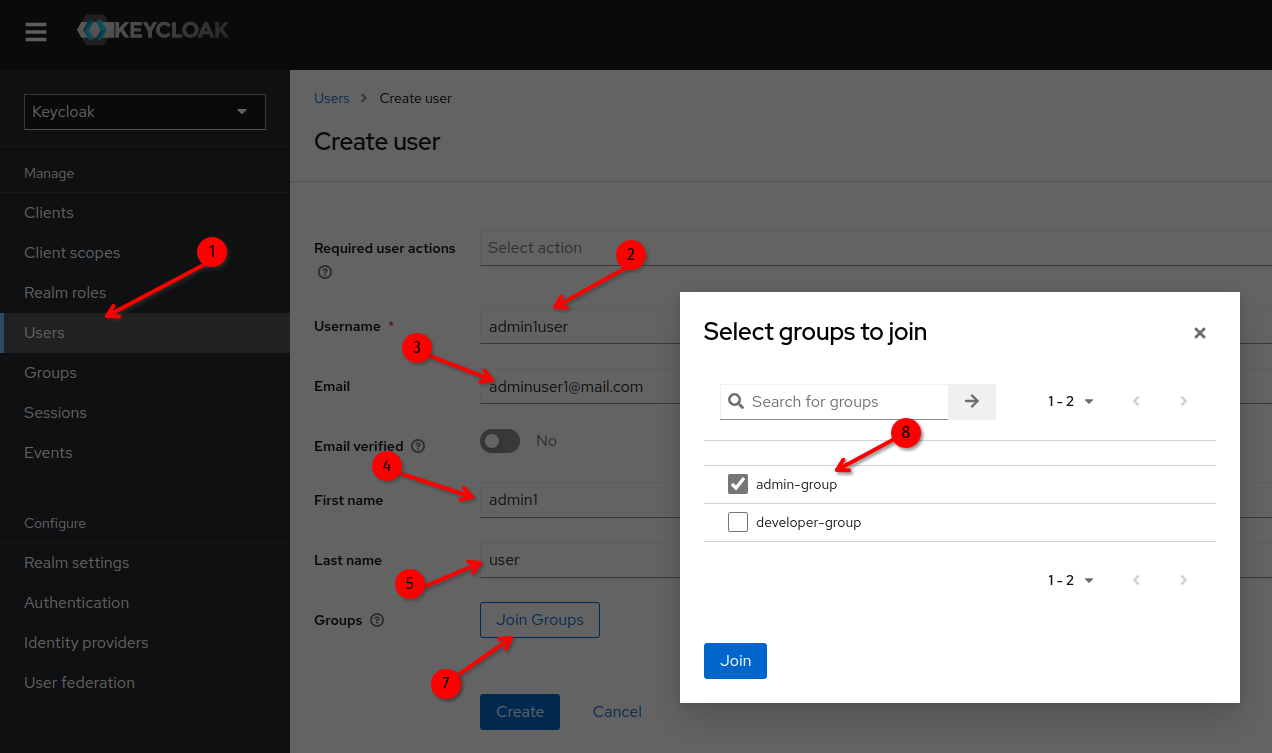 KEYCLOAK
Keycloak
Manage
Clients
Client scopes
1
Realm roles
Users
Groups
Sessions
Events
Configure
Realm settings
Authentication
Identity providers
User federation
Users > Create user
Create user
Required user actions Select action
2
Username * admin1user
3
Email adminuser1@mail.com
Email verified No
4
First name admin1
Last name user
5
Groups Join Groups
7
Create Cancel
Select groups to join
Search for groups 1 - 2
8
admin-group
developer-group
1 - 2
Join